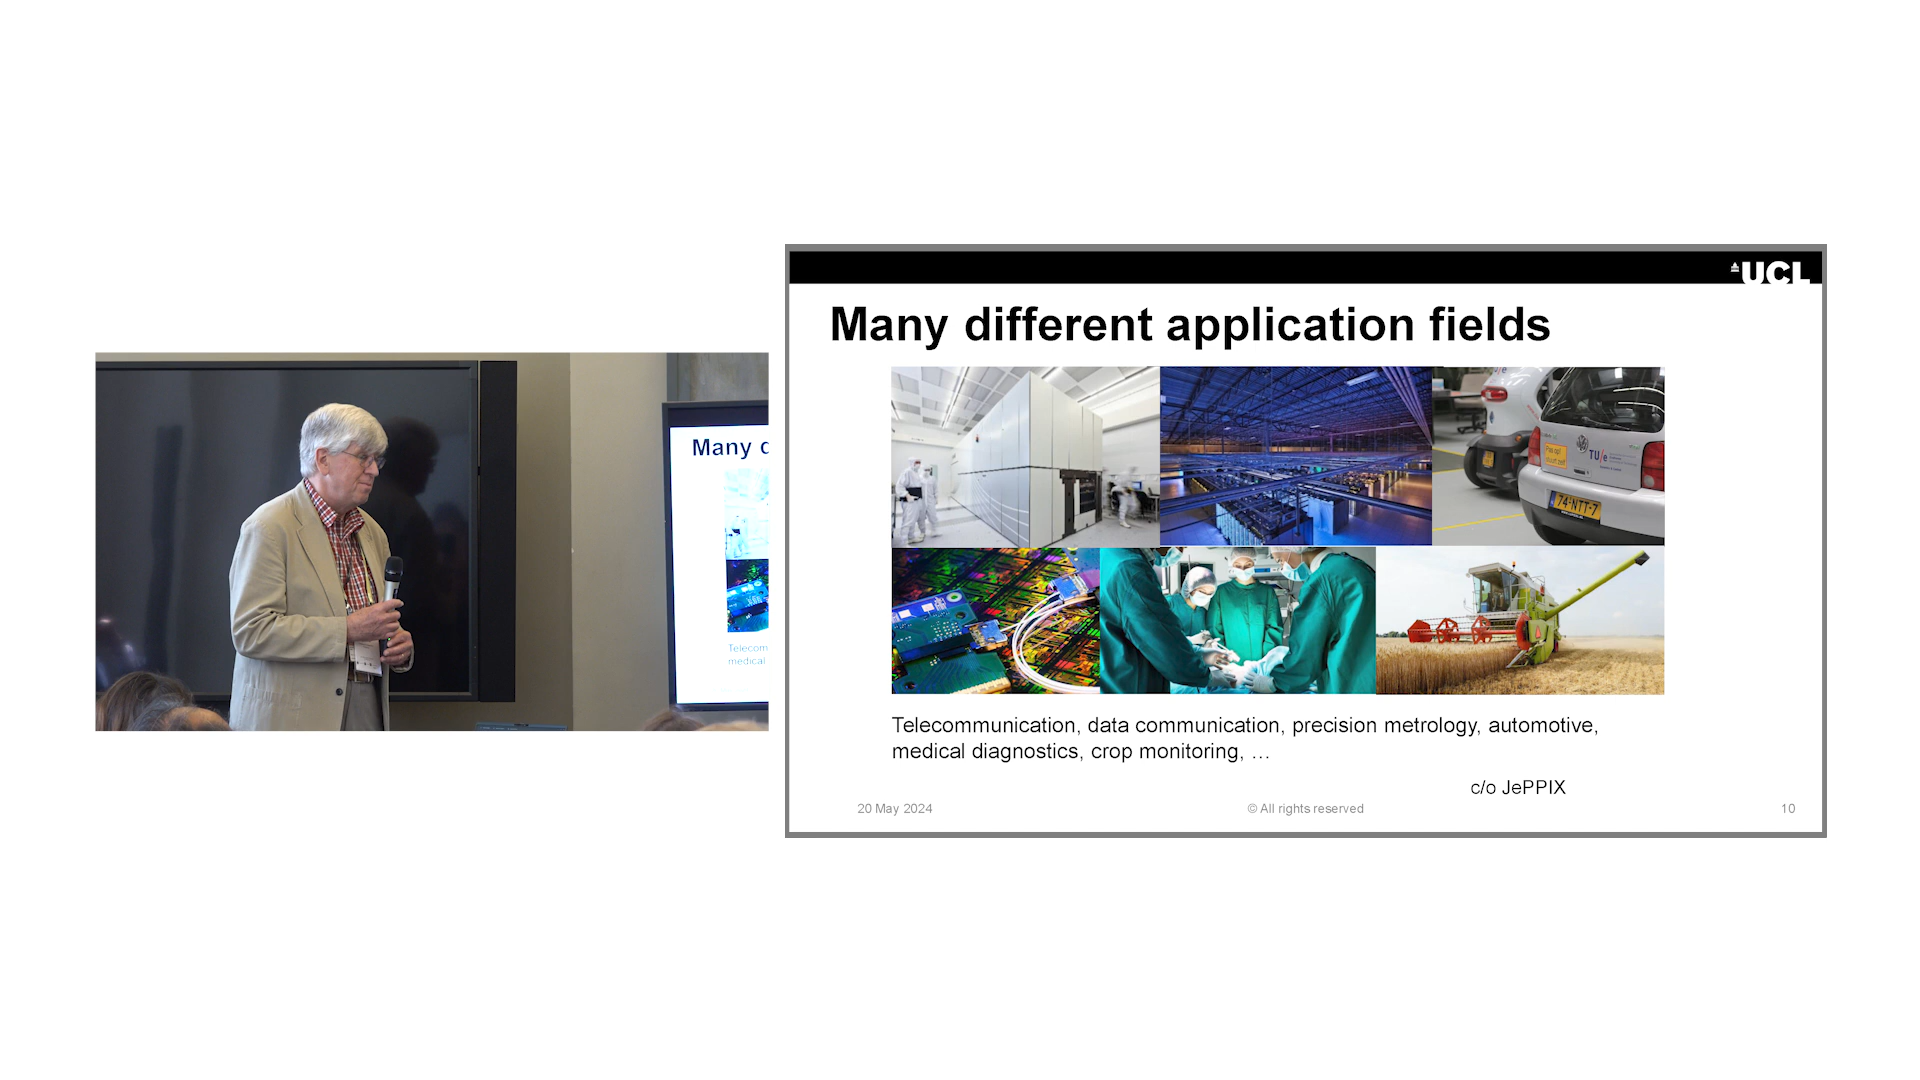 Many d
Telecom
medical
UCL
Many different application fields
TU/e
74-NTT-7
Telecommunication, data communication, precision metrology, automotive,
medical diagnostics, crop monitoring, …
c/o JePPIX
20 May 2024
© All rights reserved
10